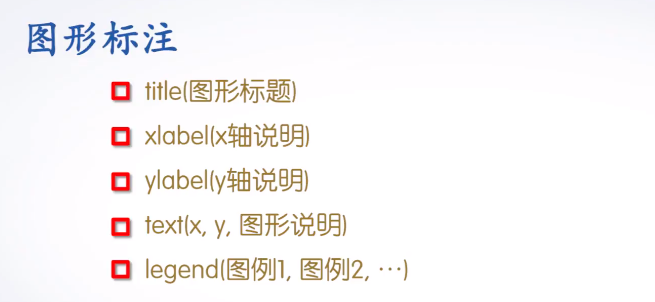 图形标注
title(图形标题)
xlabel(x轴说明)
ylabel(y轴说明)
text(x, y, 图形说明)
legend(图例1, 图例2, …)